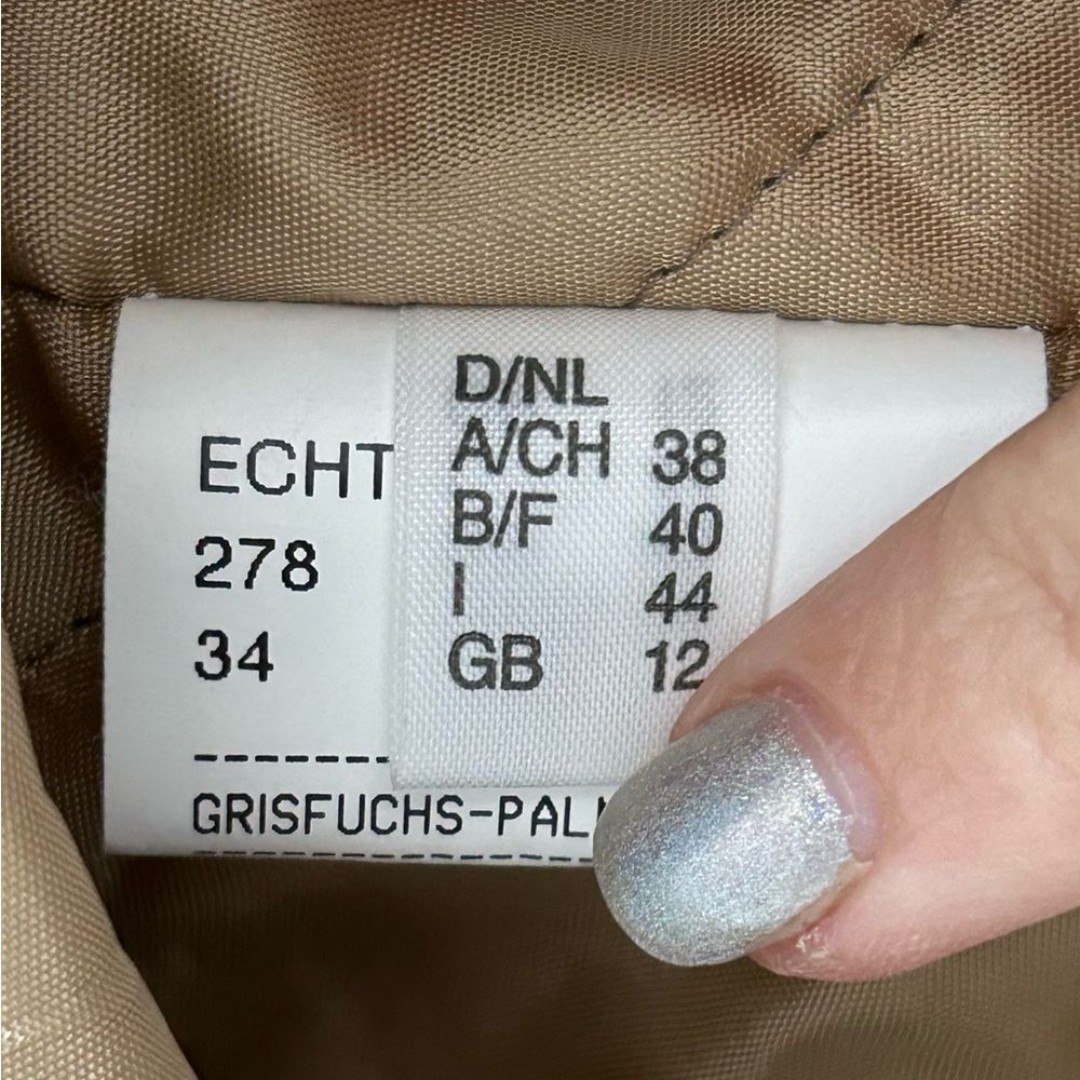 D/NL
A/CH 38
B/F 40
I 44
GB 12
ECHT
278
34
GRISFUCHS-PAL